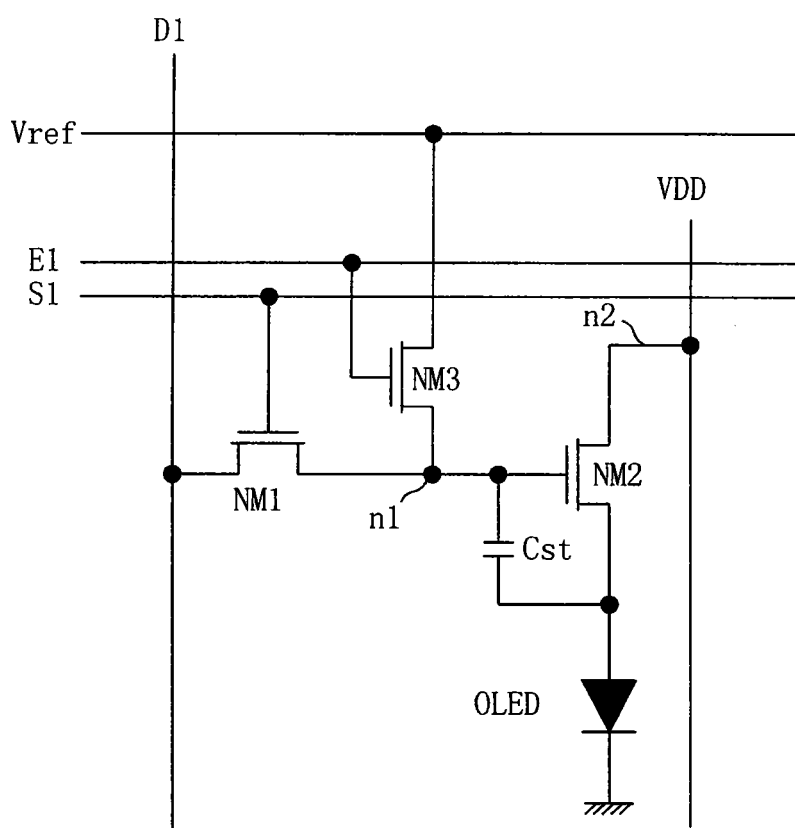 D1
Vref
VDD
E1
S1
n2
NM3
NM1
n1
NM2
Cst
OLED